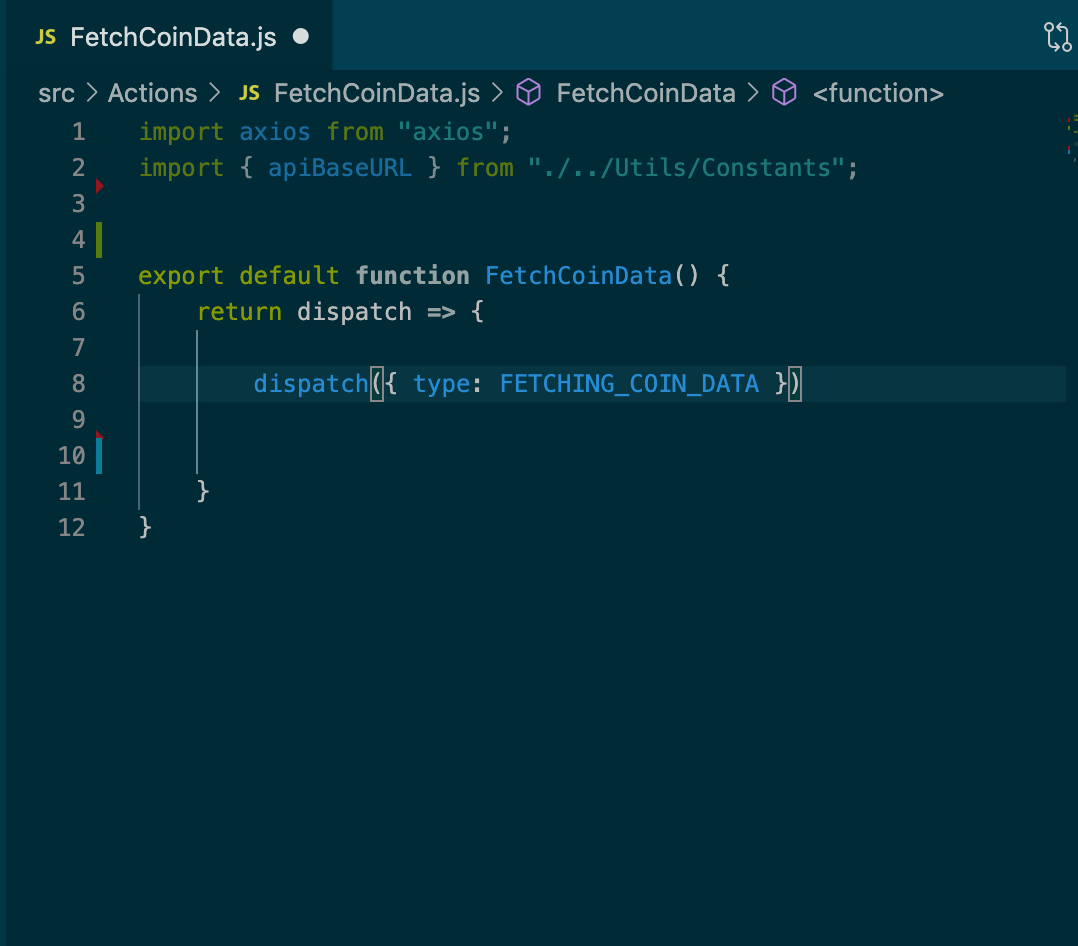 JS FetchCoinData.js
src > Actions > JS FetchCoinData.js > FetchCoinData > <function>
1 import axios from "axios";
2 import { apiBaseURL } from "./../Utils/Constants";
3
4
5 export default function FetchCoinData() {
6 return dispatch => {
7
8 dispatch({ type: FETCHING_COIN_DATA })
9
10
11 }
12 }